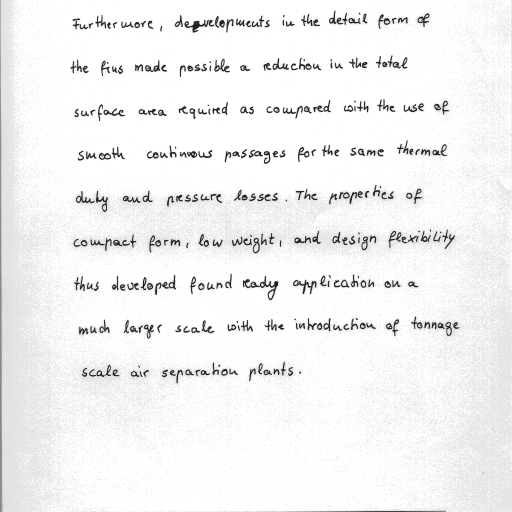 Furthermore, developments in the detail form of
the fins made possible a reduction in the total
surface area required as compared with the use of
smooth continuous passages for the same thermal
duty and pressure losses. The properties of
compact form, low weight, and design flexibility
thus developed found ready application on a
much larger scale with the introduction of tonnage
scale air separation plants.